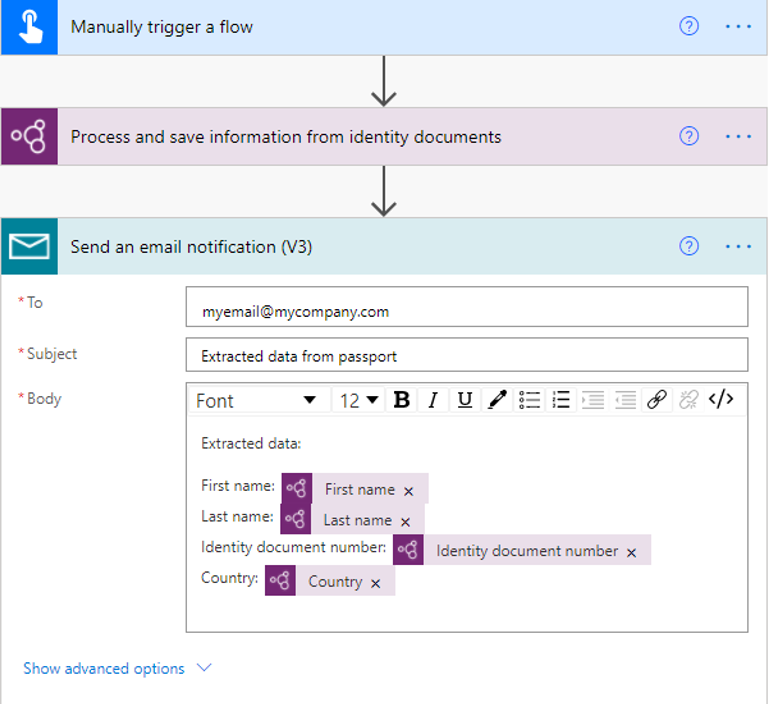 Manually trigger a flow
Process and save information from identity documents
Send an email notification (V3)
* To
myemail@mycompany.com
* Subject
Extracted data from passport
* Body
Font 12 B I U </>
Extracted data:
First name: First name ×
Last name: Last name ×
Identity document number: Identity document number ×
Country: Country ×
Show advanced options